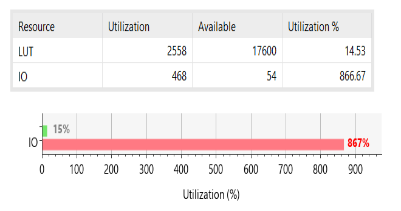 Resource Utilization Available Utilization %
LUT 2558 17600 14.53
IO 468 54 866.67
15%
IO 867%
0 100 200 300 400 500 600 700 800 900
Utilization (%)